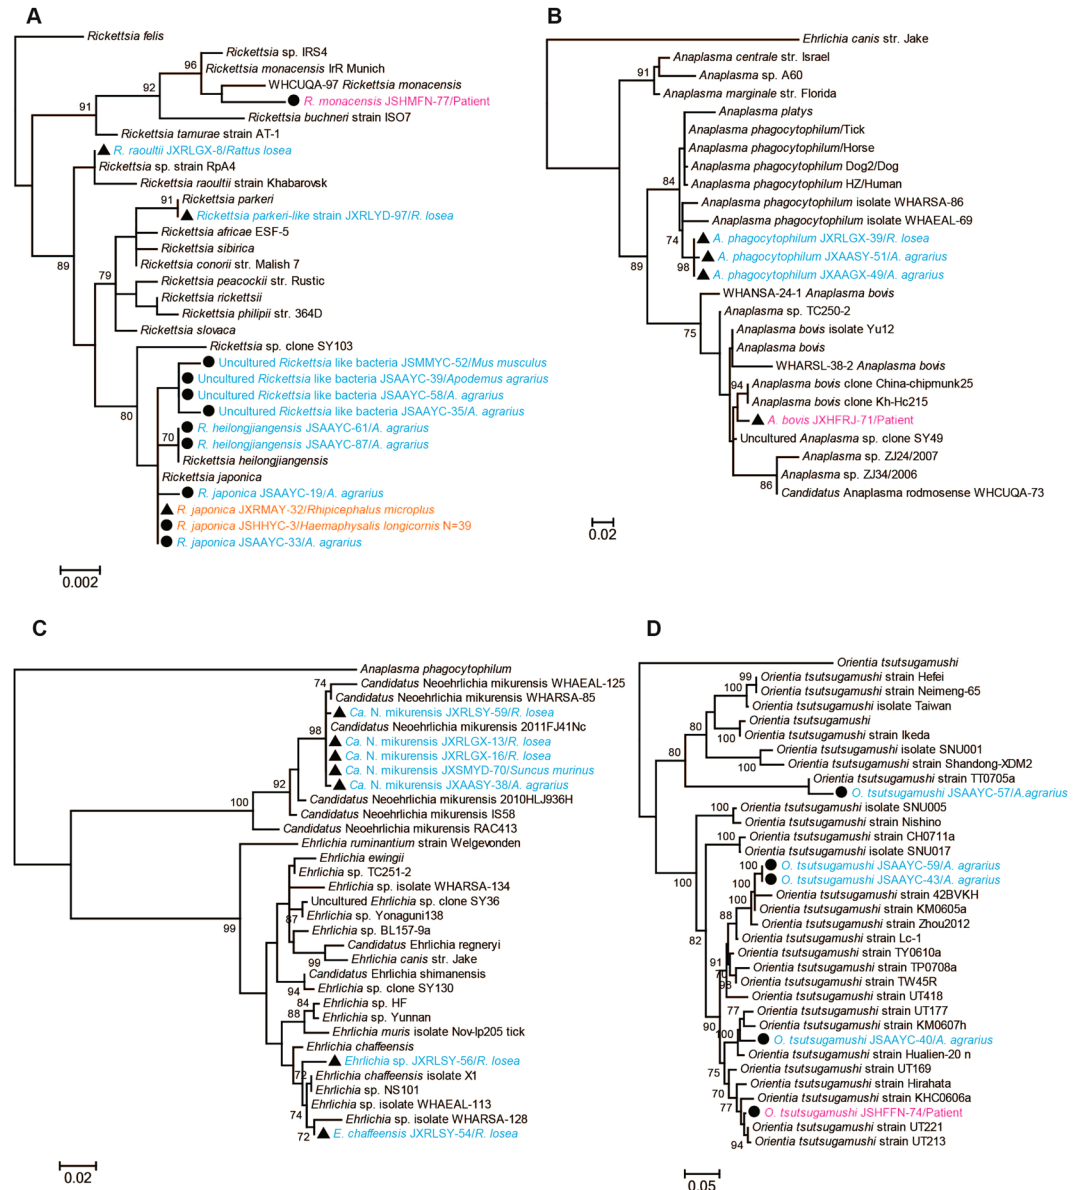 A
Rickettsia felis
Rickettsia sp. IRS4
96
Rickettsia monacensis IrR Munich
92
WHCUQA-97 Rickettsia monacensis
R. monacensis JSHMFN-77/Patient
91
Rickettsia buchneri strain ISO7
Rickettsia tamurae strain AT-1
R. raoultii JXRLGX-8/Rattus losea
Rickettsia sp. strain RpA4
Rickettsia raoultii strain Khabarovsk
91
Rickettsia parkeri
Rickettsia parkeri-like strain JXRLYD-97/R. losea
Rickettsia africae ESF-5
Rickettsia sibirica
89
Rickettsia conorii str. Malish 7
79
Rickettsia peacockii str. Rustic
Rickettsia rickettsii
Rickettsia philipii str. 364D
Rickettsia slovaca
Rickettsia sp. clone SY103
Uncultured Rickettsia like bacteria JSMMYC-52/Mus musculus
Uncultured Rickettsia like bacteria JSAAYC-39/Apodemus agrarius
Uncultured Rickettsia like bacteria JSAAYC-58/A. agrarius
80
Uncultured Rickettsia like bacteria JSAAYC-35/A. agrarius
R. heilongjiangensis JSAAYC-61/A. agrarius
70
R. heilongjiangensis JSAAYC-87/A. agrarius
Rickettsia heilongjiangensis
Rickettsia japonica
R. japonica JSAAYC-19/A. agrarius
R. japonica JXRMAY-32/Rhipicephalus microplus
R. japonica JSHHYC-3/Haemaphysalis longicornis N=39
R. japonica JSAAYC-33/A. agrarius
0.002
B
Ehrlichia canis str. Jake
Anaplasma centrale str. Israel
91
Anaplasma sp. A60
Anaplasma marginale str. Florida
Anaplasma platys
Anaplasma phagocytophilum/Tick
Anaplasma phagocytophilum/Horse
Anaplasma phagocytophilum Dog2/Dog
84
Anaplasma phagocytophilum HZ/Human
Anaplasma phagocytophilum isolate WHARSA-86
Anaplasma phagocytophilum isolate WHAEAL-69
74
A. phagocytophilum JXRLGX-39/R. losea
A. phagocytophilum JXAASY-51/A. agrarius
89
98
A. phagocytophilum JXAAGX-49/A. agrarius
WHANSA-24-1 Anaplasma bovis
Anaplasma sp. TC250-2
75
Anaplasma bovis isolate Yu12
Anaplasma bovis
WHARSL-38-2 Anaplasma bovis
94
Anaplasma bovis clone China-chipmunk25
Anaplasma bovis clone Kh-Hc215
A. bovis JXHFRJ-71/Patient
Uncultured Anaplasma sp. clone SY49
Anaplasma sp. ZJ24/2007
Anaplasma sp. ZJ34/2006
86
Candidatus Anaplasma rodmosense WHCUQA-73
0.02
C
Anaplasma phagocytophilum
74
Candidatus Neoehrlichia mikurensis WHAEAL-125
Candidatus Neoehrlichia mikurensis WHARSA-85
Ca. N. mikurensis JXRLSY-59/R. losea
98
Candidatus Neoehrlichia mikurensis 2011FJ41Nc
Ca. N. mikurensis JXRLGX-13/R. losea
Ca. N. mikurensis JXRLGX-16/R. losea
Ca. N. mikurensis JXSMYD-70/Suncus murinus
92
Ca. N. mikurensis JXAASY-38/A. agrarius
100
Candidatus Neoehrlichia mikurensis 2010HLJ936H
Candidatus Neoehrlichia mikurensis IS58
Candidatus Neoehrlichia mikurensis RAC413
Ehrlichia ruminantium strain Welgevonden
Ehrlichia ewingii
Ehrlichia sp. TC251-2
Ehrlichia sp. isolate WHARSA-134
Uncultured Ehrlichia sp. clone SY36
87
Ehrlichia sp. Yonaguni138
99
Ehrlichia sp. BL157-9a
Candidatus Ehrlichia regneryi
99
Ehrlichia canis str. Jake
Candidatus Ehrlichia shimanensis
94
Ehrlichia sp. clone SY130
84
Ehrlichia sp. HF
88
Ehrlichia sp. Yunnan
Ehrlichia muris isolate Nov-Ip205 tick
Ehrlichia chaffeensis
Ehrlichia sp. JXRLSY-56/R. losea
72
Ehrlichia chaffeensis isolate X1
Ehrlichia sp. NS101
Ehrlichia sp. isolate WHAEAL-113
74
Ehrlichia sp. isolate WHARSA-128
72
E. chaffeensis JXRLSY-54/R. losea
0.02
D
Orientia tsutsugamushi
99
Orientia tsutsugamushi strain Hefei
100
Orientia tsutsugamushi strain Neimeng-65
Orientia tsutsugamushi isolate Taiwan
80
Orientia tsutsugamushi
100
Orientia tsutsugamushi strain Ikeda
80
Orientia tsutsugamushi isolate SNU001
100
Orientia tsutsugamushi strain Shandong-XDM2
Orientia tsutsugamushi strain TT0705a
O. tsutsugamushi JSAAYC-57/A.agrarius
100
Orientia tsutsugamushi isolate SNU005
Orientia tsutsugamushi strain Nishino
100
Orientia tsutsugamushi strain CH0711a
Orientia tsutsugamushi isolate SNU017
100
100
O. tsutsugamushi JSAAYC-59/A. agrarius
100
O. tsutsugamushi JSAAYC-43/A. agrarius
100
Orientia tsutsugamushi strain 42BVKH
88
Orientia tsutsugamushi strain KM0605a
Orientia tsutsugamushi strain Zhou2012
82
Orientia tsutsugamushi strain Lc-1
91
Orientia tsutsugamushi strain TY0610a
70
Orientia tsutsugamushi strain TP0708a
98
Orientia tsutsugamushi strain TW45R
Orientia tsutsugamushi strain UT418
77
Orientia tsutsugamushi strain UT177
90
Orientia tsutsugamushi strain KM0607h
100
O. tsutsugamushi JSAAYC-40/A. agrarius
Orientia tsutsugamushi strain Hualien-20 n
75
Orientia tsutsugamushi strain UT169
70
Orientia tsutsugamushi strain Hirahata
77
Orientia tsutsugamushi strain KHC0606a
O. tsutsugamushi JSHFFN-74/Patient
Orientia tsutsugamushi strain UT221
94
Orientia tsutsugamushi strain UT213
0.05